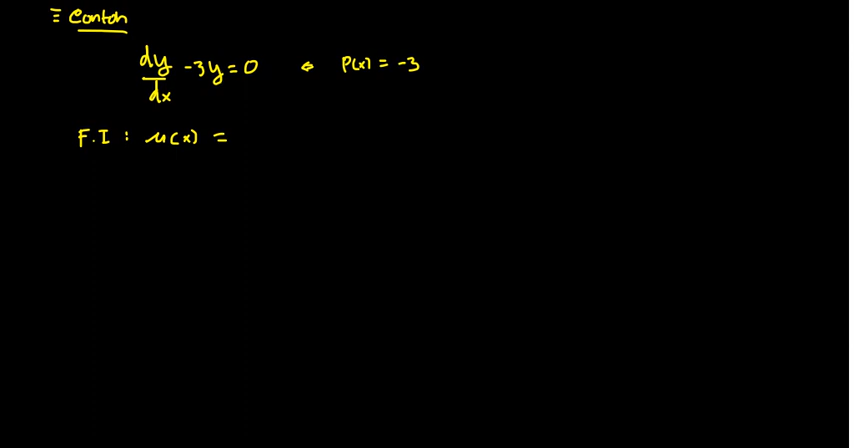 ≡ Contoh
dy/dx - 3y = 0 ⇐ P(x) = -3
F.I : μ(x) =